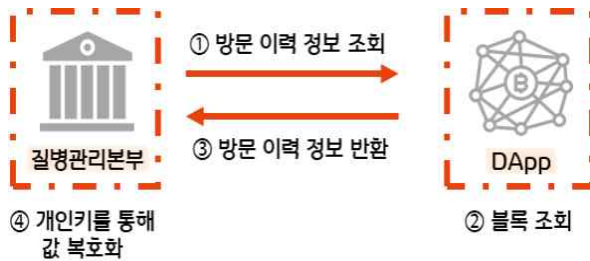 ① 방문 이력 정보 조회
질병관리본부
③ 방문 이력 정보 반환
DApp
④ 개인키를 통해
값 복호화
② 블록 조회